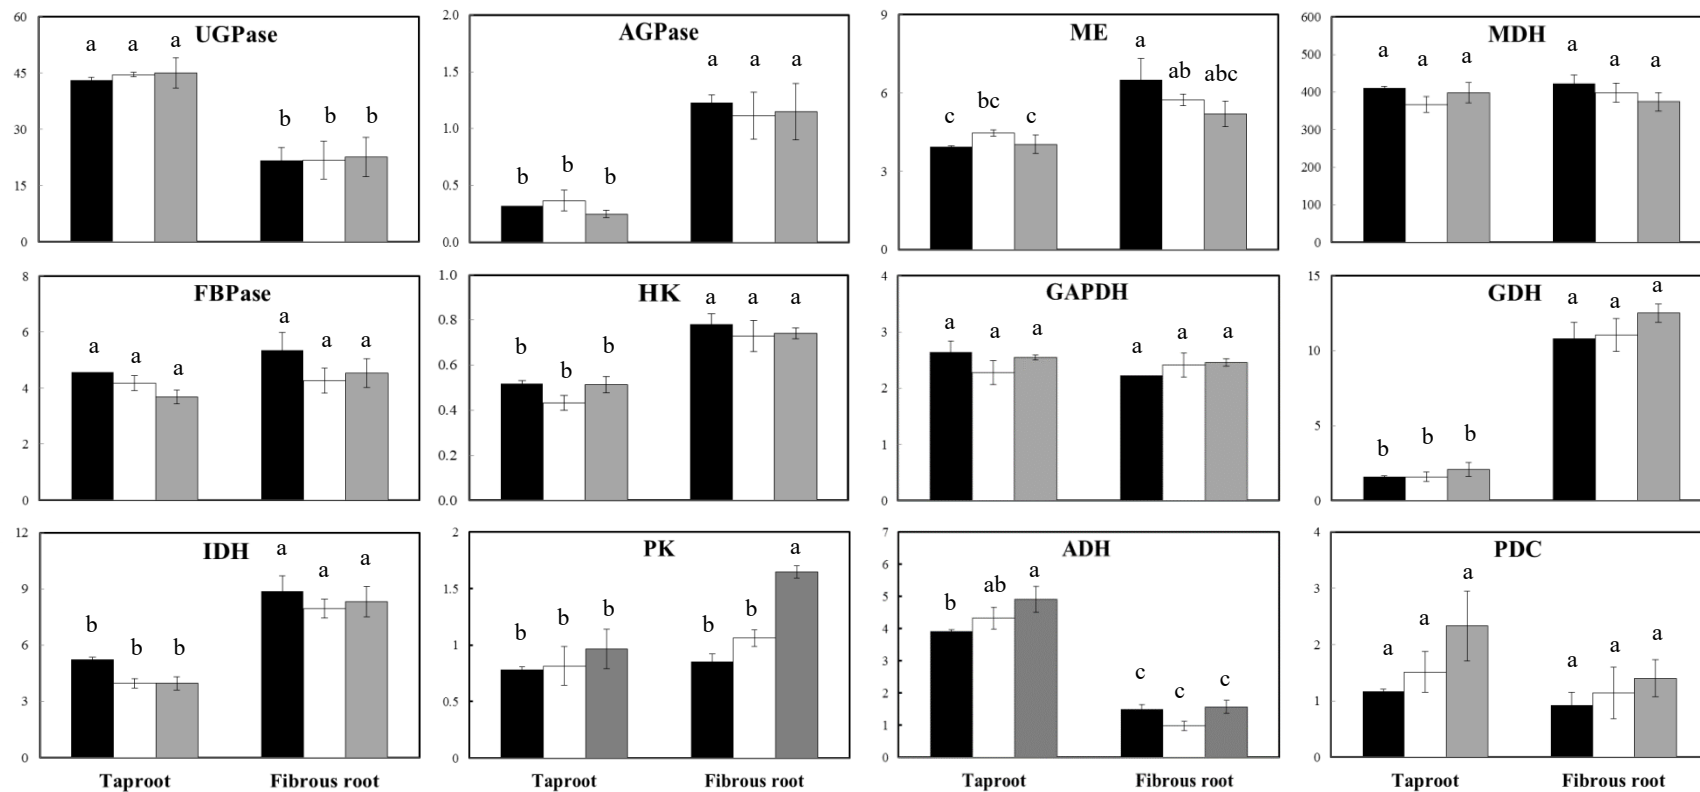 UGPase
60
45
30
15
0
a a a
b b b
AGPase
2.0
1.5
1.0
0.5
0.0
b b b
a a a
ME
9
6
3
0
c bc c
a ab abc
MDH
600
500
400
300
200
100
0
a a a
a a a
FBPase
8
6
4
2
0
a a a
a a a
HK
1.0
0.8
0.6
0.4
0.2
0.0
b b b
a a a
GAPDH
4
3
2
1
0
a a a
a a a
GDH
15
10
5
0
b b b
a a a
IDH
12
9
6
3
0
b b b
a a a
Taproot Fibrous root
PK
2
1.5
1
0.5
0
b b b
b b a
Taproot Fibrous root
ADH
7
6
5
4
3
2
1
0
b ab a
c c c
Taproot Fibrous root
PDC
4
3
2
1
0
a a a
a a a
Taproot Fibrous root